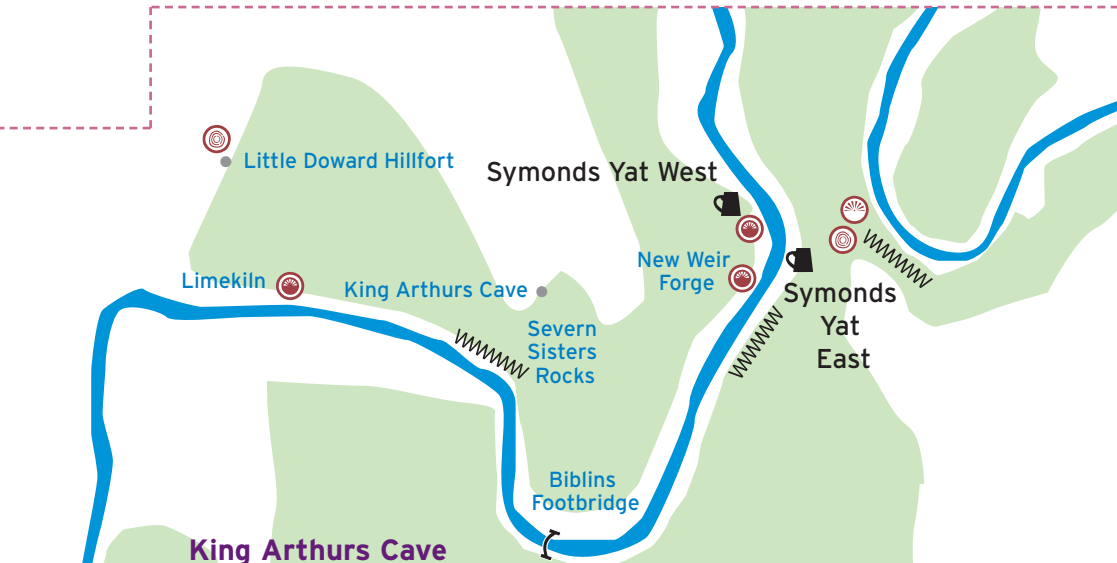 Little Doward Hillfort
Symonds Yat West
New Weir
Forge
Limekiln
King Arthurs Cave
Symonds
Yat
East
Severn
Sisters
Rocks
Biblins
Footbridge
King Arthurs Cave